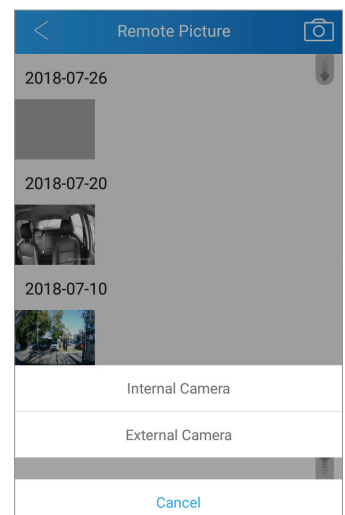 Remote Picture
2018-07-26
2018-07-20
2018-07-10
Internal Camera
External Camera
Cancel